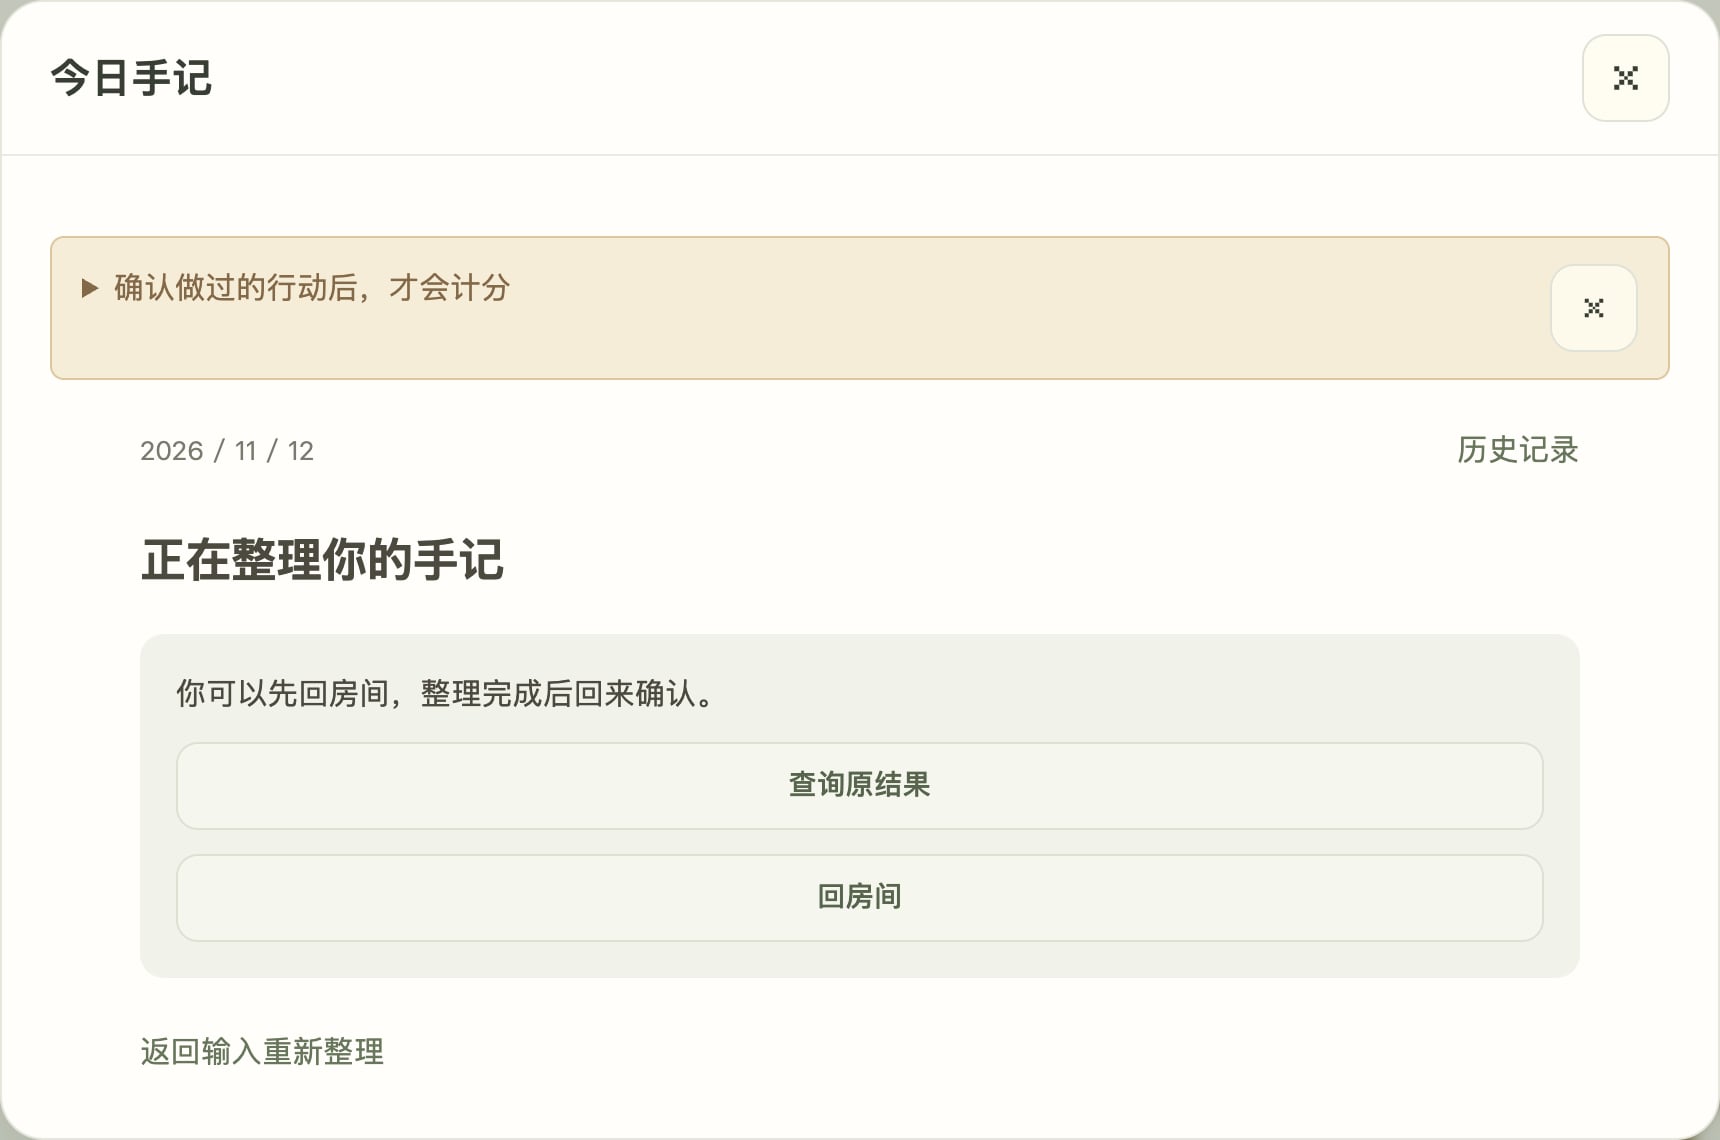 今日手记
确认做过的行动后，才会计分
2026 / 11 / 12
历史记录
正在整理你的手记
你可以先回房间，整理完成后回来确认。
查询原结果
回房间
返回输入重新整理